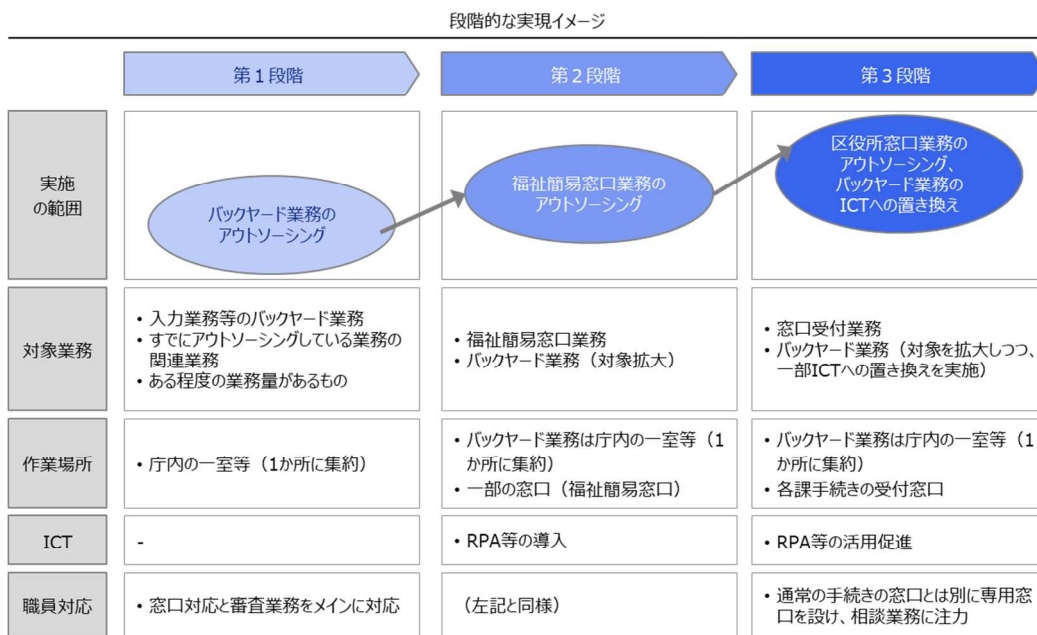 段階的な実現イメージ
第1段階
第2段階
第3段階
実施
の範囲
バックヤード業務の
アウトソーシング
福祉簡易窓口業務の
アウトソーシング
区役所窓口業務の
アウトソーシング、
バックヤード業務の
ICTへの置き換え
対象業務
・入力業務等のバックヤード業務
・すでにアウトソーシングしている業務の
関連業務
・ある程度の業務量があるもの
・福祉簡易窓口業務
・バックヤード業務（対象拡大）
・窓口受付業務
・バックヤード業務（対象を拡大しつつ、
一部ICTへの置き換えを実施）
作業場所
・庁内の一室等（1か所に集約）
・バックヤード業務は庁内の一室等（1
か所に集約）
・一部の窓口（福祉簡易窓口）
・バックヤード業務は庁内の一室等（1
か所に集約）
・各課手続きの受付窓口
ICT
-
・RPA等の導入
・RPA等の活用促進
職員対応
・窓口対応と審査業務をメインに対応
（左記と同様）
・通常の手続きの窓口とは別に専用窓
口を設け、相談業務に注力